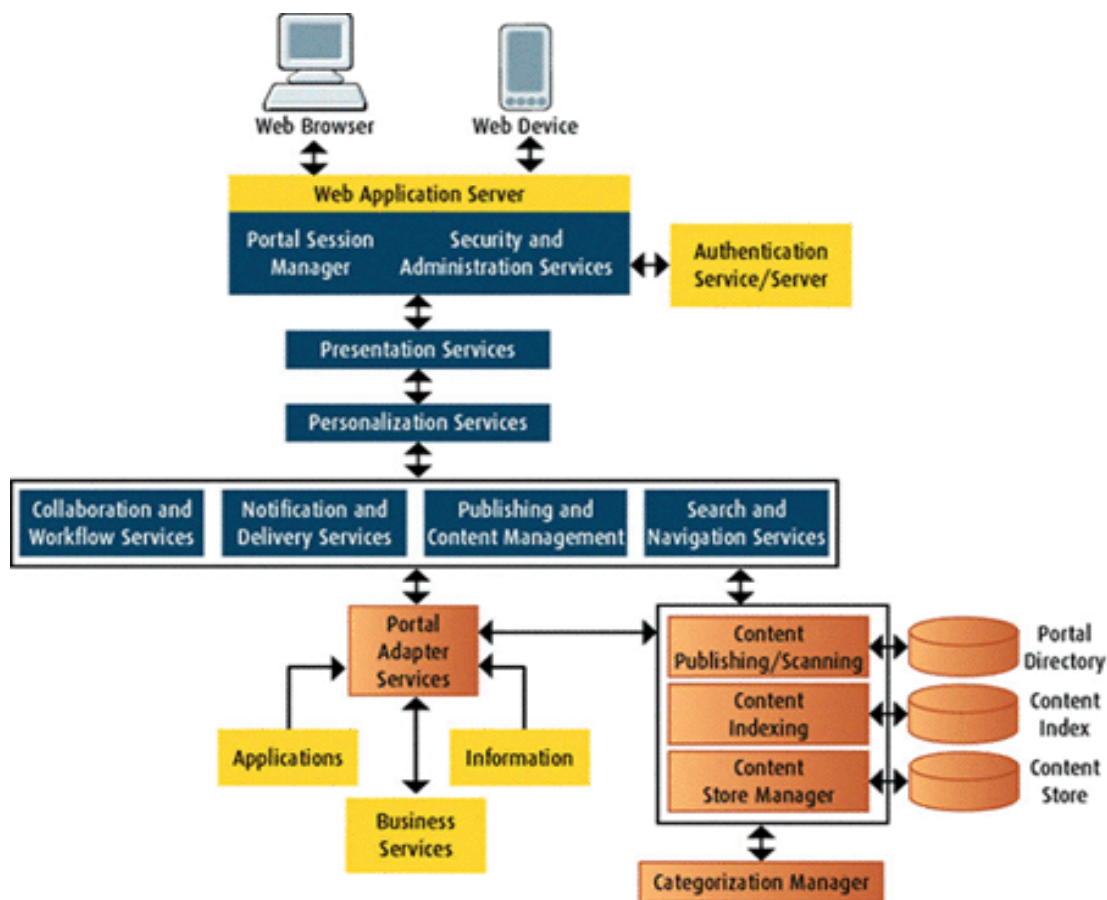 Web Browser
Web Device
Web Application Server
Portal Session
Manager
Security and
Administration Services
Authentication
Service/Server
Presentation Services
Personalization Services
Collaboration and
Workflow Services
Notification and
Delivery Services
Publishing and
Content Management
Search and
Navigation Services
Portal
Adapter
Services
Content
Publishing/Scanning
Portal
Directory
Content
Indexing
Content
Index
Applications
Information
Content
Store Manager
Content
Store
Business
Services
Categorization Manager